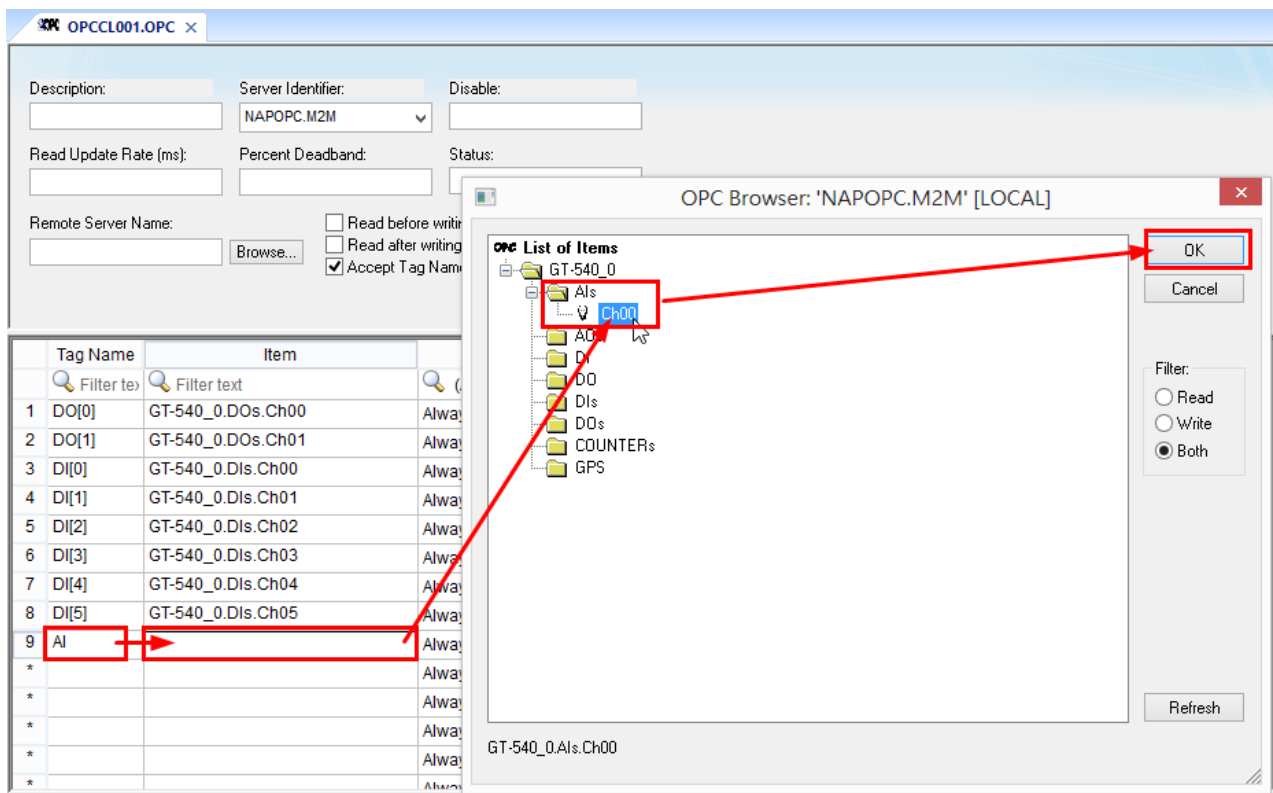 OPCCL001.OPC
Description: Server Identifier: Disable:
NAPOPC.M2M
Read Update Rate (ms): Percent Deadband: Status:
Remote Server Name:
Browse...
Read before
Read after writing
Accept Tag
Tag Name Item
Filter Filter text
1 DO[0] GT-540_0.DOs.Ch00
2 DO[1] GT-540_0.DOs.Ch01
3 DI[0] GT-540_0.DIs.Ch00
4 DI[1] GT-540_0.DIs.Ch01
5 DI[2] GT-540_0.DIs.Ch02
6 DI[3] GT-540_0.DIs.Ch03
7 DI[4] GT-540_0.DIs.Ch04
8 DI[5] GT-540_0.DIs.Ch05
9 AI
*
*
*
*
*
OPC Browser: 'NAPOPC.M2M' [LOCAL]
OPC List of Items
GT-540_0
AIs
Ch00
DI
DO
DIs
DOs
COUNTERs
GPS
GT-540_0.AIs.Ch00
OK
Cancel
Filter:
Read
Write
Both
Refresh